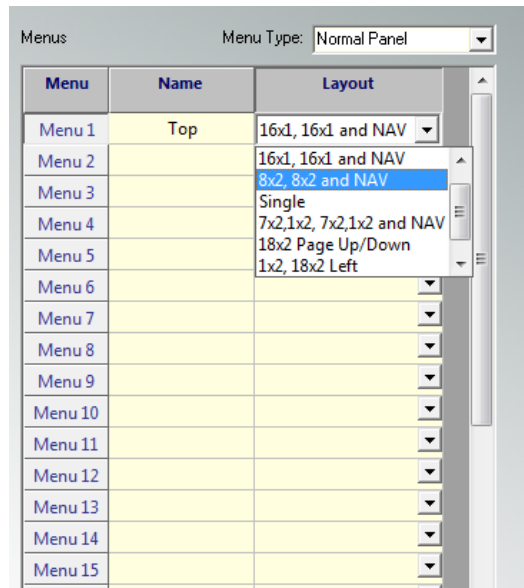 Menus Menu Type: Normal Panel
Menu Name Layout
Menu 1 Top 16x1, 16x1 and NAV
Menu 2 16x1, 16x1 and NAV
8x2, 8x2 and NAV
Menu 3 Single
Menu 4 7x2,1x2, 7x2,1x2 and NAV
18x2 Page Up/Down
Menu 5 1x2, 18x2 Left
Menu 6
Menu 7
Menu 8
Menu 9
Menu 10
Menu 11
Menu 12
Menu 13
Menu 14
Menu 15